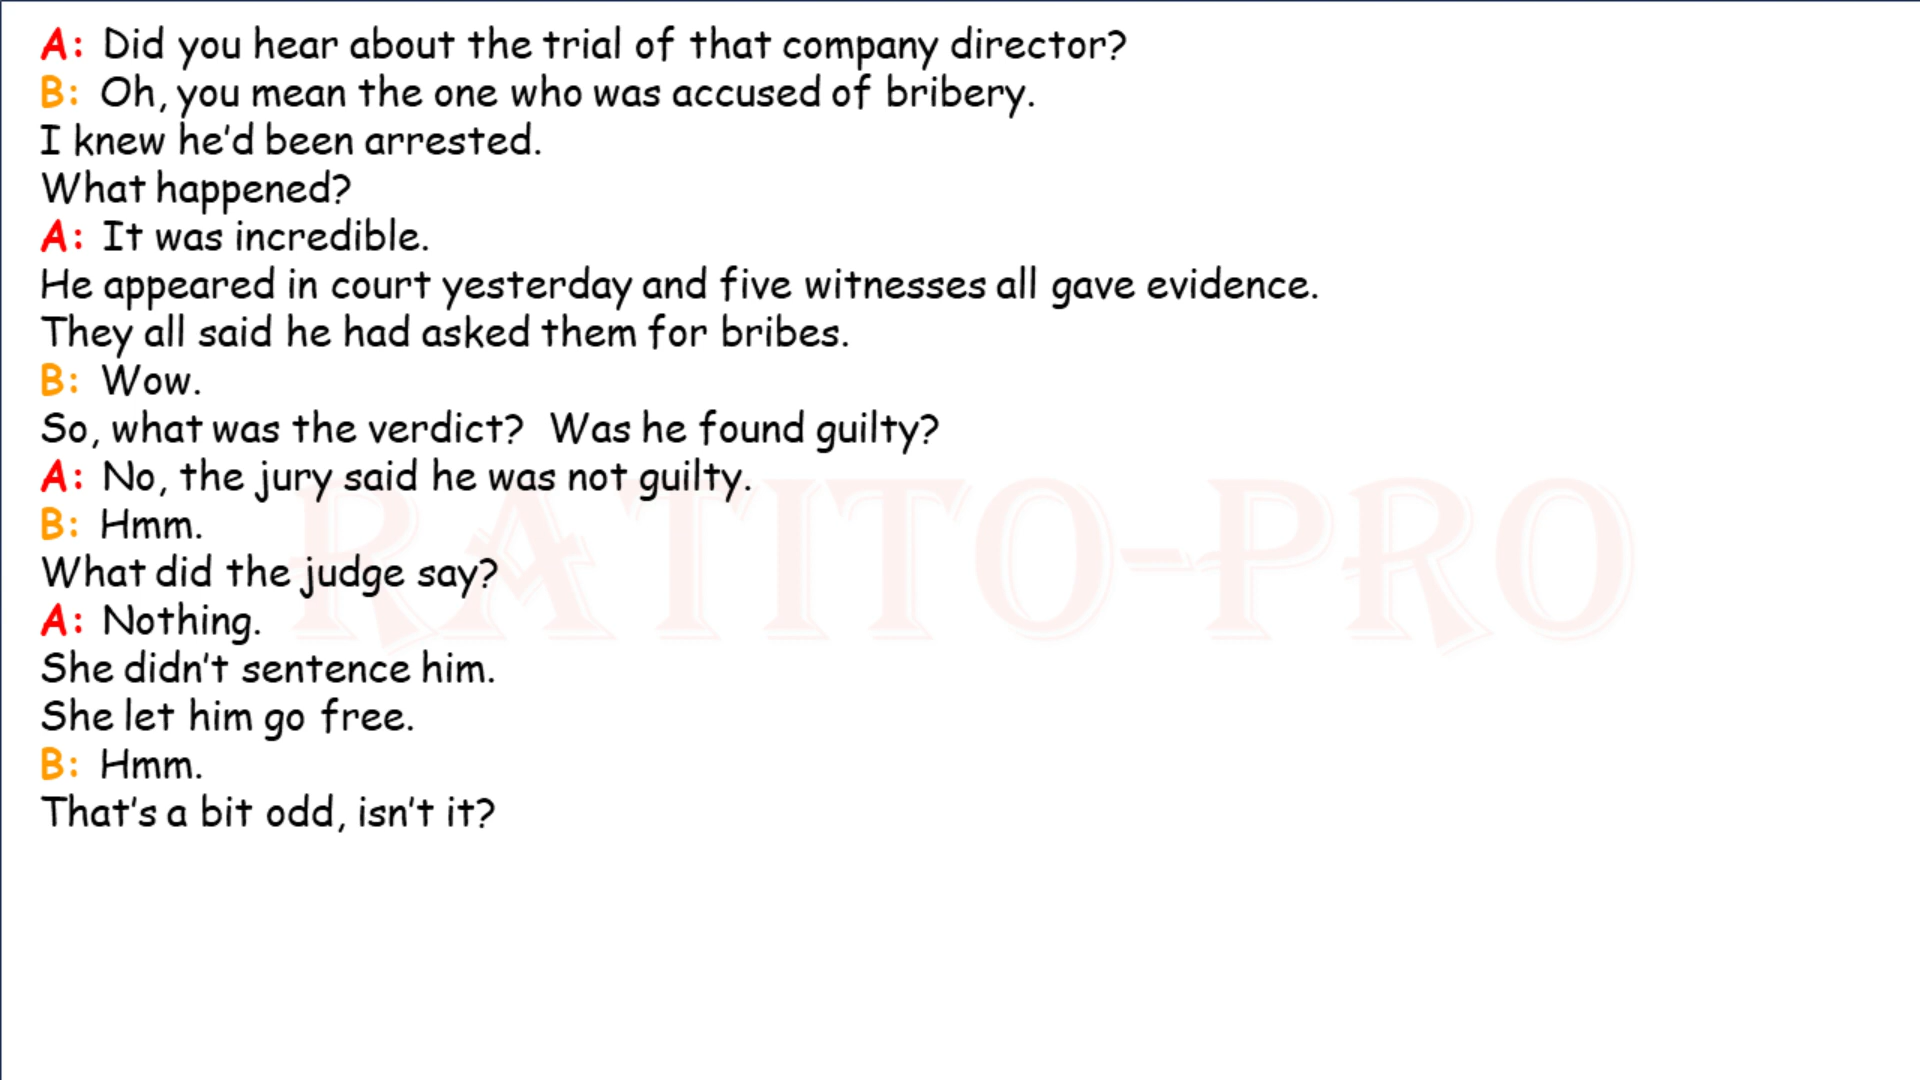 A: Did you hear about the trial of that company director?
B: Oh, you mean the one who was accused of bribery.
I knew he'd been arrested.
What happened?
A: It was incredible.
He appeared in court yesterday and five witnesses all gave evidence.
They all said he had asked them for bribes.
B: Wow.
So, what was the verdict?  Was he found guilty?
A: No, the jury said he was not guilty.
B: Hmm.
What did the judge say?
A: Nothing.
She didn't sentence him.
She let him go free.
B: Hmm.
That's a bit odd, isn't it?
RATITO-PRO